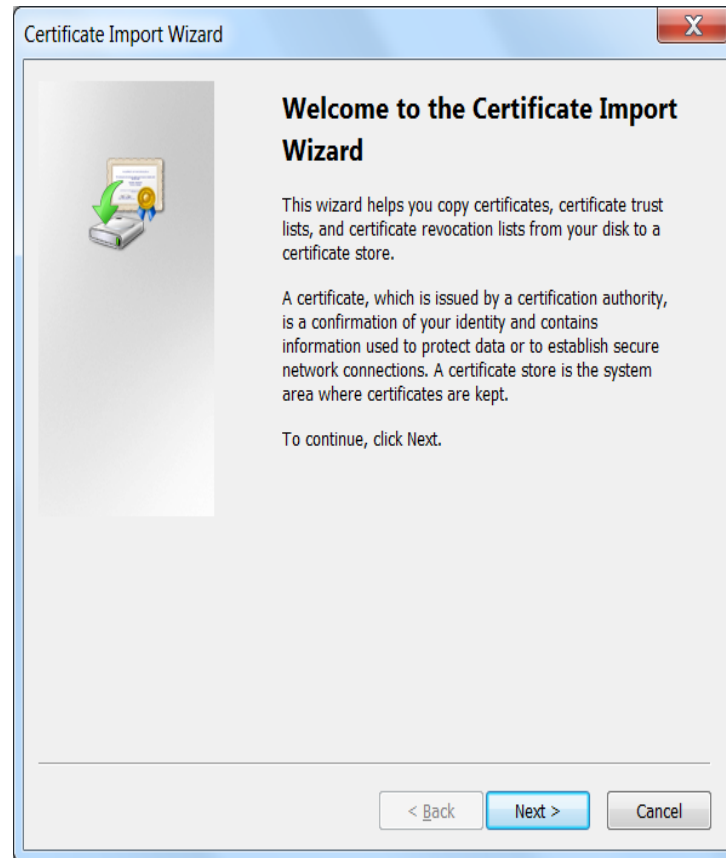 Certificate Import Wizard
Welcome to the Certificate Import
Wizard
This wizard helps you copy certificates, certificate trust
lists, and certificate revocation lists from your disk to a
certificate store.
A certificate, which is issued by a certification authority,
is a confirmation of your identity and contains
information used to protect data or to establish secure
network connections. A certificate store is the system
area where certificates are kept.
To continue, click Next.
< Back Next > Cancel